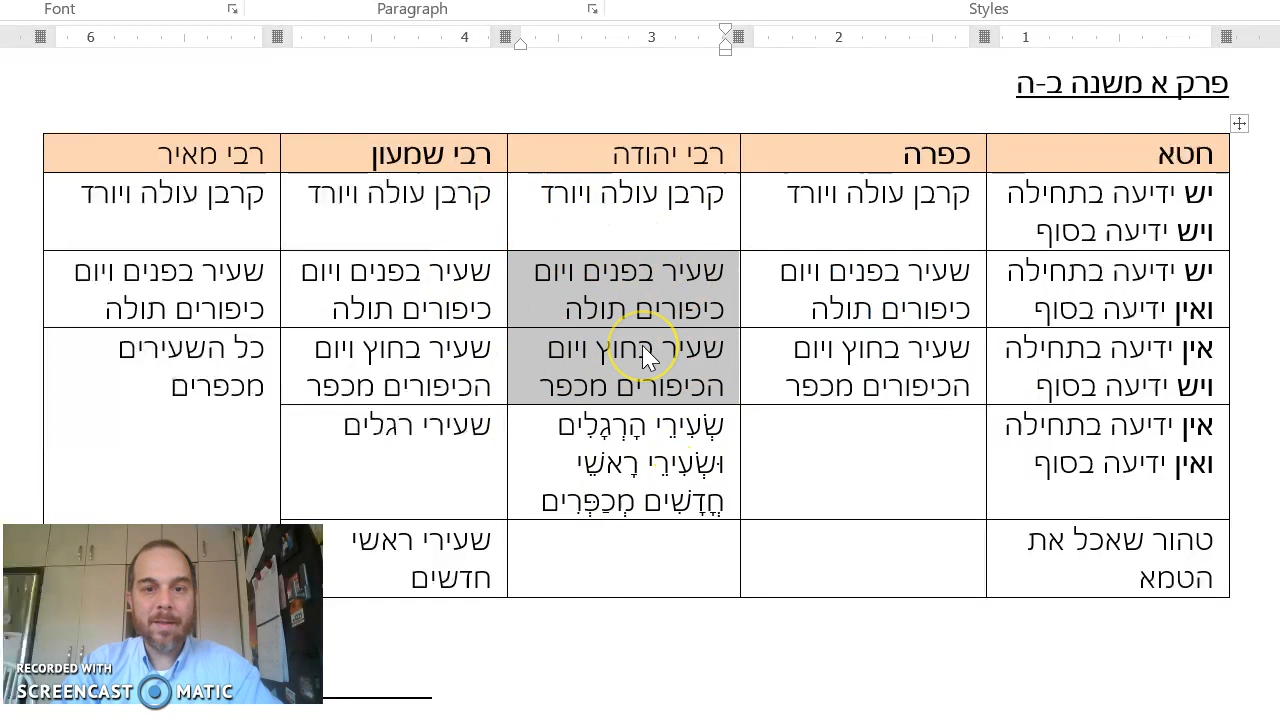 Font Paragraph Styles
6 4 3 2 1
פרק א משנה ב-ה
חטא כפרה רבי יהודה רבי שמעון רבי מאיר
יש ידיעה בתחילה קרבן עולה ויורד קרבן עולה ויורד קרבן עולה ויורד קרבן עולה ויורד
ויש ידיעה בסוף
יש ידיעה בתחילה שעיר בפנים ויום שעיר בפנים ויום שעיר בפנים ויום שעיר בפנים ויום
ואין ידיעה בסוף כיפורים תולה כיפורים תולה כיפורים תולה כיפורים תולה
אין ידיעה בתחילה שעיר בחוץ ויום שעיר בחוץ ויום שעיר בחוץ ויום כל השעירים
ויש ידיעה בסוף הכיפורים מכפר הכיפורים מכפר הכיפורים מכפר מכפרים
אין ידיעה בתחילה שְׂעִירֵי הָרְגָלִים שעירי רגלים
ואין ידיעה בסוף וּשְׂעִירֵי רָאשֵׁי
חֳדָשִׁים מְכַפְּרִים
טהור שאכל את שעירי ראשי
הטמא חדשים
RECORDED WITH
SCREENCAST MATIC